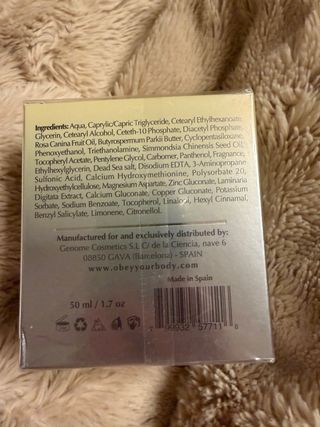 Ingredients: Aqua, Caprylic/Capric Triglyceride, Cetearyl Ethylhexanoate,
Glycerin, Cetearyl Alcohol, Ceteth-10 Phosphate, Diacetyl Phosphate,
Rosa Canina Fruit Oil, Butyrospermum Parkii Butter, Cyclopentasiloxane,
Phenoxyethanol, Triethanolamine, Simmondsia Chinensis Seed Oil,
Tocopheryl Acetate, Pentylene Glycol, Carbomer, Panthenol, Fragrance,
Ethylhexylglycerin, Dead Sea salt, Disodium EDTA, 3-Aminopropane
Sulfonic Acid, Calcium Hydroxymethionine, Polysorbate 20,
Hydroxyethylcellulose, Magnesium Aspartate, Zinc Gluconate, Laminaria
Digitata Extract, Calcium Gluconate, Copper Gluconate, Potassium
Sorbate, Sodium Benzoate, Tocopherol, Linalool, Hexyl Cinnamal,
Benzyl Salicylate, Limonene, Citronellol.
Manufactured for and exclusively distributed by:
Genome Cosmetics S.L C/ de la Ciencia, nave 6
08850 GAVA (Barcelona) - SPAIN
www.obeyyourbody.com
Made in Spain
50 ml / 1.7 oz